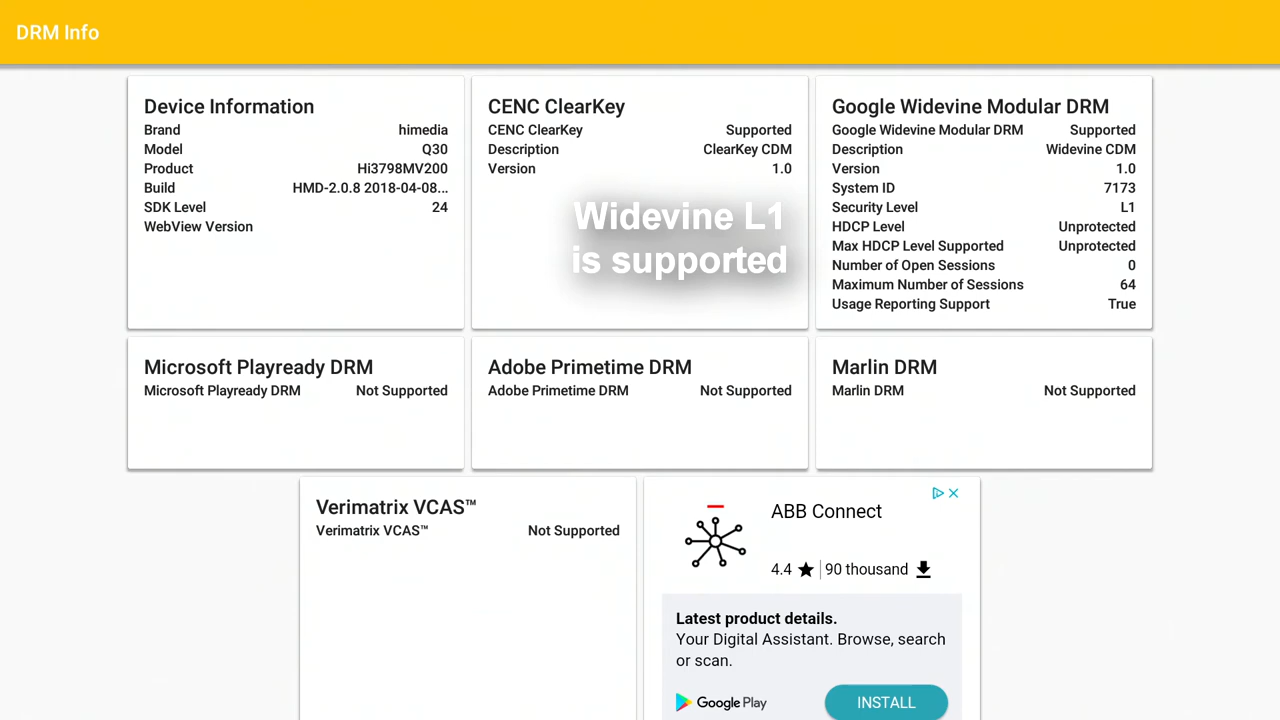 DRM Info
Device Information
Brand himedia
Model Q30
Product Hi3798MV200
Build HMD-2.0.8 2018-04-08...
SDK Level 24
WebView Version
CENC ClearKey
CENC ClearKey Supported
Description ClearKey CDM
Version 1.0
Widevine L1
is supported
Google Widevine Modular DRM
Google Widevine Modular DRM Supported
Description Widevine CDM
Version 1.0
System ID 7173
Security Level L1
HDCP Level Unprotected
Max HDCP Level Supported Unprotected
Number of Open Sessions 0
Maximum Number of Sessions 64
Usage Reporting Support True
Microsoft Playready DRM
Microsoft Playready DRM Not Supported
Adobe Primetime DRM
Adobe Primetime DRM Not Supported
Marlin DRM
Marlin DRM Not Supported
Verimatrix VCAS™
Verimatrix VCAS™ Not Supported
ABB Connect
4.4 ★ 90 thousand
Latest product details.
Your Digital Assistant. Browse, search
or scan.
Google Play
INSTALL